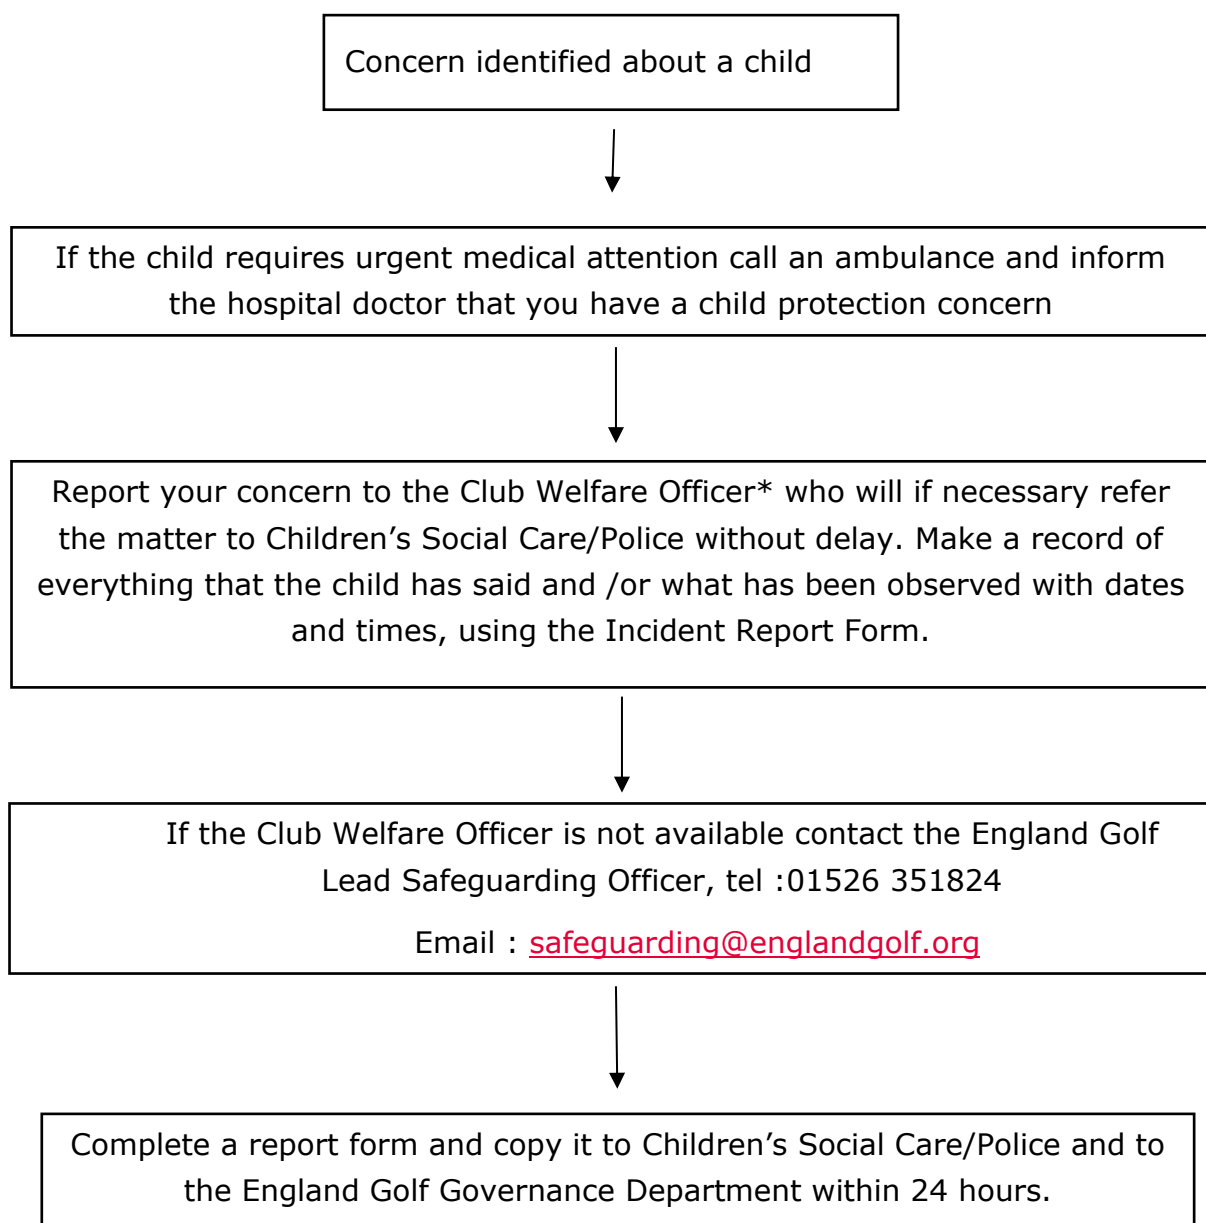 Concern identified about a child
If the child requires urgent medical attention call an ambulance and inform
the hospital doctor that you have a child protection concern
Report your concern to the Club Welfare Officer* who will if necessary refer
the matter to Children’s Social Care/Police without delay. Make a record of
everything that the child has said and /or what has been observed with dates
and times, using the Incident Report Form.
If the Club Welfare Officer is not available contact the England Golf
Lead Safeguarding Officer, tel :01526 351824
Email : safeguarding@englandgolf.org
Complete a report form and copy it to Children’s Social Care/Police and to
the England Golf Governance Department within 24 hours.